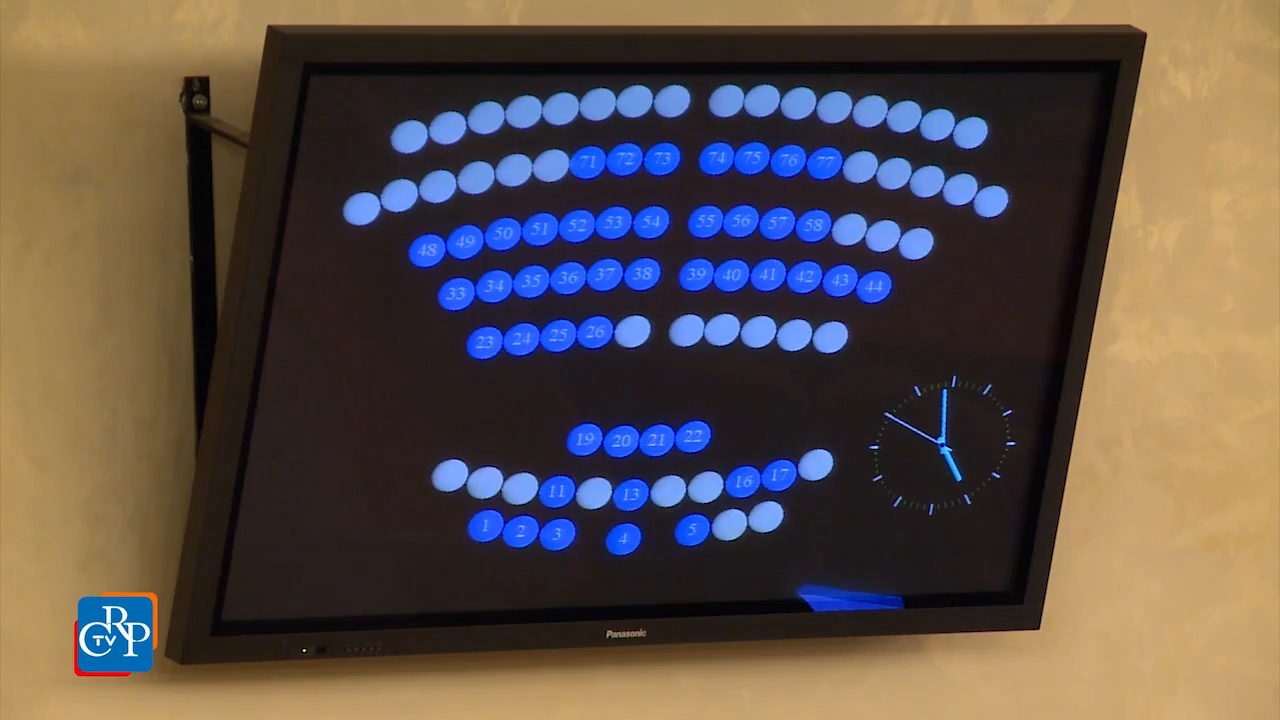 71 72 73 74 75 76 77
48 49 50 51 52 53 54 55 56 57 58
33 34 35 36 37 38 39 40 41 42 43 44
23 24 25 26
19 20 21 22
11 13 16 17
1 2 3 4 5
Panasonic
CRP
TV